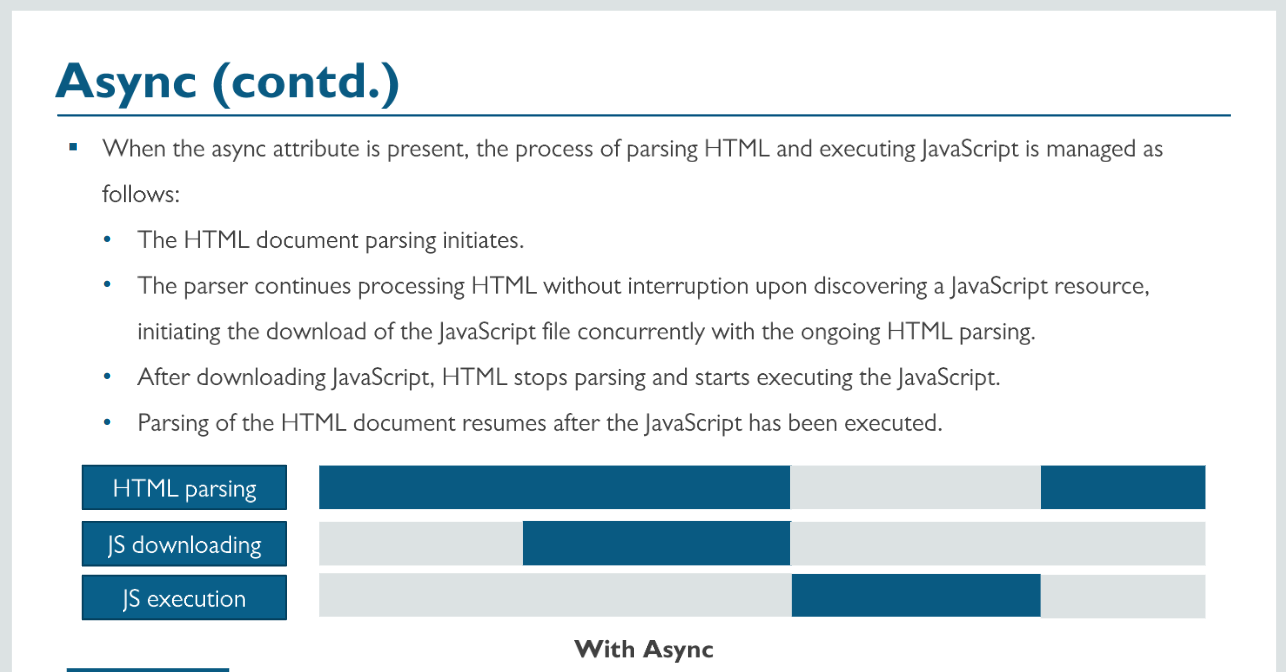 Async (contd.)
▪ When the async attribute is present, the process of parsing HTML and executing JavaScript is managed as
follows:
• The HTML document parsing initiates.
• The parser continues processing HTML without interruption upon discovering a JavaScript resource,
initiating the download of the JavaScript file concurrently with the ongoing HTML parsing.
• After downloading JavaScript, HTML stops parsing and starts executing the JavaScript.
• Parsing of the HTML document resumes after the JavaScript has been executed.
HTML parsing
JS downloading
JS execution
With Async